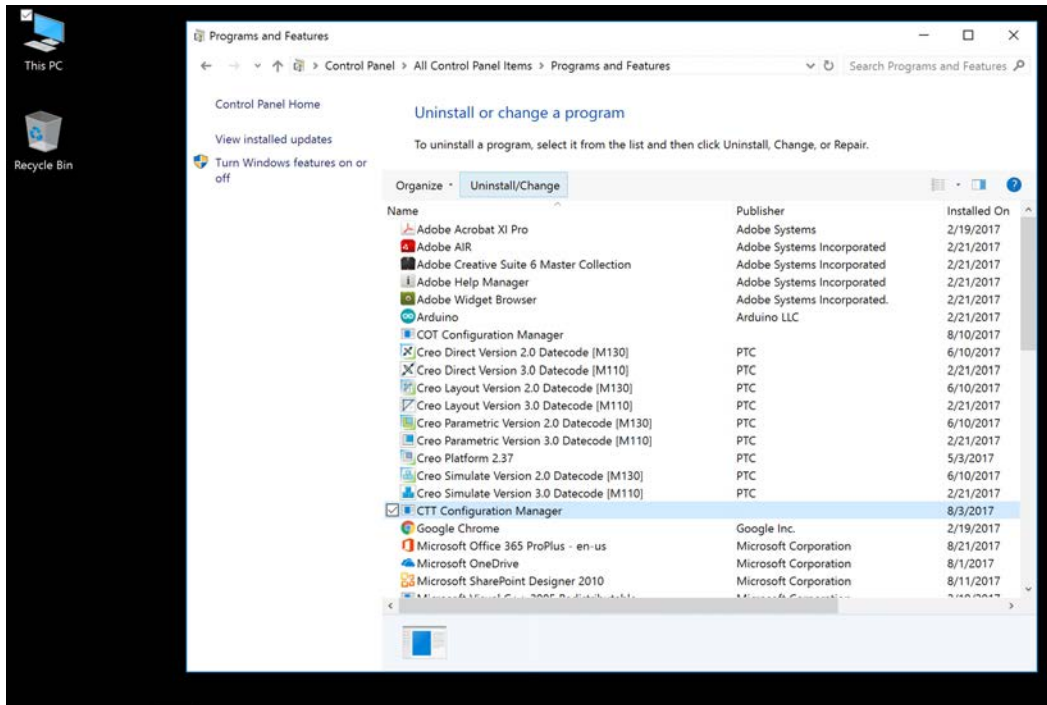 This PC
Recycle Bin
Programs and Features
Control Panel > All Control Panel Items > Programs and Features
Search Programs and Features
Control Panel Home
View installed updates
Turn Windows features on or
off
Uninstall or change a program
To uninstall a program, select it from the list and then click Uninstall, Change, or Repair.
Organize Uninstall/Change
Name Publisher Installed On
Adobe Acrobat XI Pro Adobe Systems 2/19/2017
Adobe AIR Adobe Systems Incorporated 2/21/2017
Adobe Creative Suite 6 Master Collection Adobe Systems Incorporated 2/21/2017
Adobe Help Manager Adobe Systems Incorporated 2/21/2017
Adobe Widget Browser Adobe Systems Incorporated. 2/21/2017
Arduino Arduino LLC 2/21/2017
COT Configuration Manager 8/10/2017
Creo Direct Version 2.0 Datecode [M130] PTC 6/10/2017
Creo Direct Version 3.0 Datecode [M110] PTC 2/21/2017
Creo Layout Version 2.0 Datecode [M130] PTC 6/10/2017
Creo Layout Version 3.0 Datecode [M110] PTC 2/21/2017
Creo Parametric Version 2.0 Datecode [M130] PTC 6/10/2017
Creo Parametric Version 3.0 Datecode [M110] PTC 2/21/2017
Creo Platform 2.37 PTC 5/3/2017
Creo Simulate Version 2.0 Datecode [M130] PTC 6/10/2017
Creo Simulate Version 3.0 Datecode [M110] PTC 2/21/2017
CTT Configuration Manager 8/3/2017
Google Chrome Google Inc. 2/19/2017
Microsoft Office 365 ProPlus - en-us Microsoft Corporation 8/21/2017
Microsoft OneDrive Microsoft Corporation 8/1/2017
Microsoft SharePoint Designer 2010 Microsoft Corporation 8/11/2017